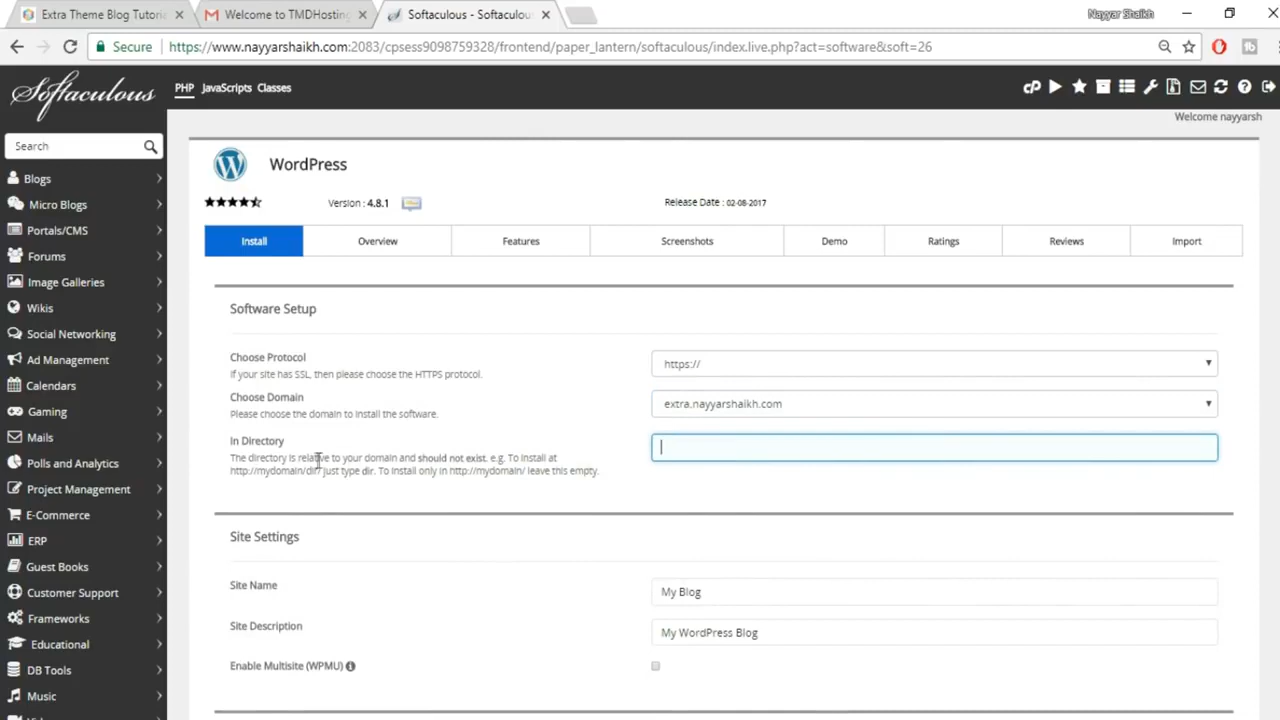 Extra Theme Blog Tutoria
Welcome to TMDHosting
Softaculous - Softaculou
Nayyar Shaikh
Secure
https://www.nayyarshaikh.com:2083/cpsess9098759328/frontend/paper_lantern/softaculous/index.live.php?act=software&soft=26
Softaculous
PHP JavaScripts Classes
cP
Welcome nayyarsh
Search
Blogs
Micro Blogs
Portals/CMS
Forums
Image Galleries
Wikis
Social Networking
Ad Management
Calendars
Gaming
Mails
Polls and Analytics
Project Management
E-Commerce
ERP
Guest Books
Customer Support
Frameworks
Educational
DB Tools
Music
WordPress
Version : 4.8.1
Release Date : 02-08-2017
Install
Overview
Features
Screenshots
Demo
Ratings
Reviews
Import
Software Setup
Choose Protocol
If your site has SSL, then please choose the HTTPS protocol.
https://
Choose Domain
Please choose the domain to install the software.
extra.nayyarshaikh.com
In Directory
The directory is relative to your domain and should not exist. e.g. To install at
http://mydomain/dir/ just type dir. To install only in http://mydomain/ leave this empty.
Site Settings
Site Name
My Blog
Site Description
My WordPress Blog
Enable Multisite (WPMU)